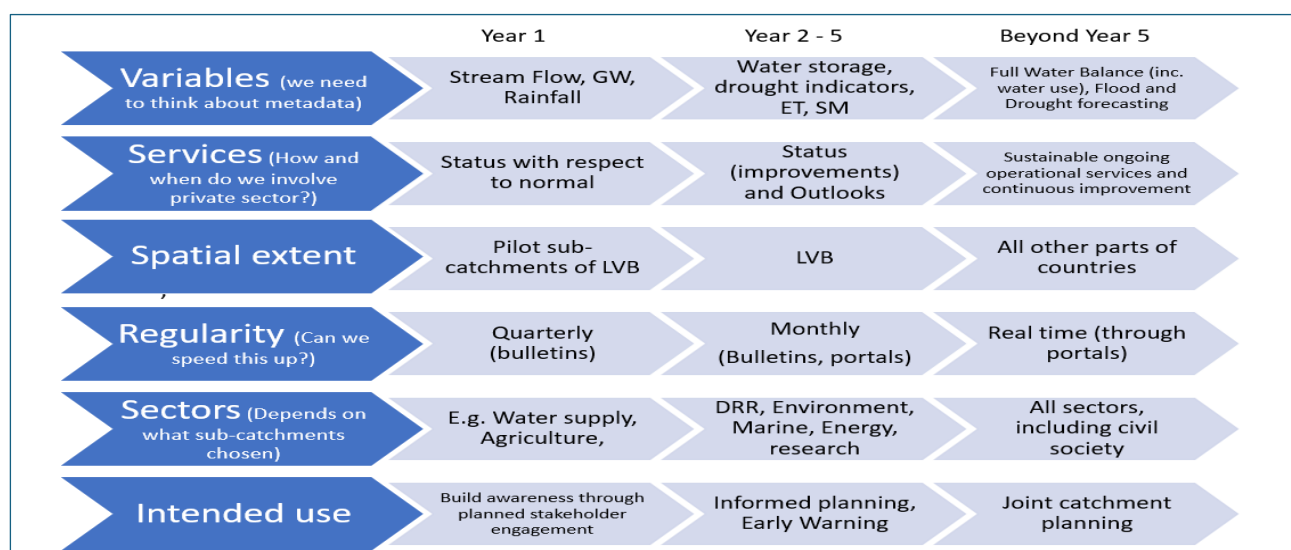 Year 1
Year 2 - 5
Beyond Year 5
Variables (we need
to think about metadata)
Stream Flow, GW,
Rainfall
Water storage,
drought indicators,
ET, SM
Full Water Balance (inc.
water use), Flood and
Drought forecasting
Services (How and
when do we involve
private sector?)
Status with respect
to normal
Status
(improvements)
and Outlooks
Sustainable ongoing
operational services and
continuous improvement
Spatial extent
Pilot sub-
catchments of LVB
LVB
All other parts of
countries
,
Regularity (Can we
speed this up?)
Quarterly
(bulletins)
Monthly
(Bulletins, portals)
Real time (through
portals)
Sectors (Depends on
what sub-catchments
chosen)
E.g. Water supply,
Agriculture,
DRR, Environment,
Marine, Energy,
research
All sectors,
including civil
society
Intended use
Build awareness through
planned stakeholder
engagement
Informed planning,
Early Warning
Joint catchment
planning